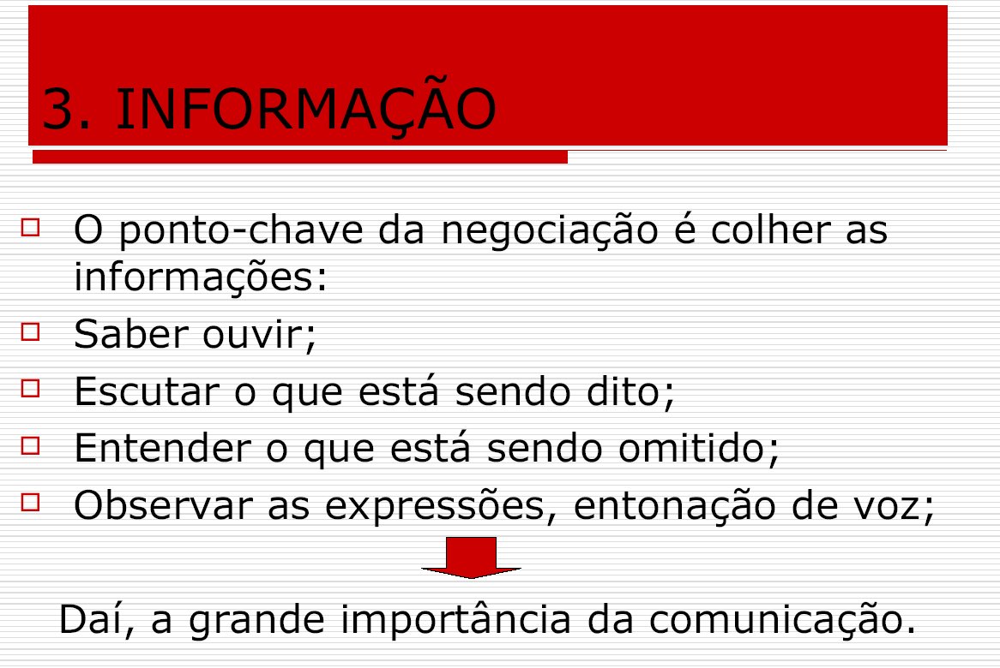 3. INFORMAÇÃO
O ponto-chave da negociação é colher as
informações:
Saber ouvir;
Escutar o que está sendo dito;
Entender o que está sendo omitido;
Observar as expressões, entonação de voz;
Daí, a grande importância da comunicação.